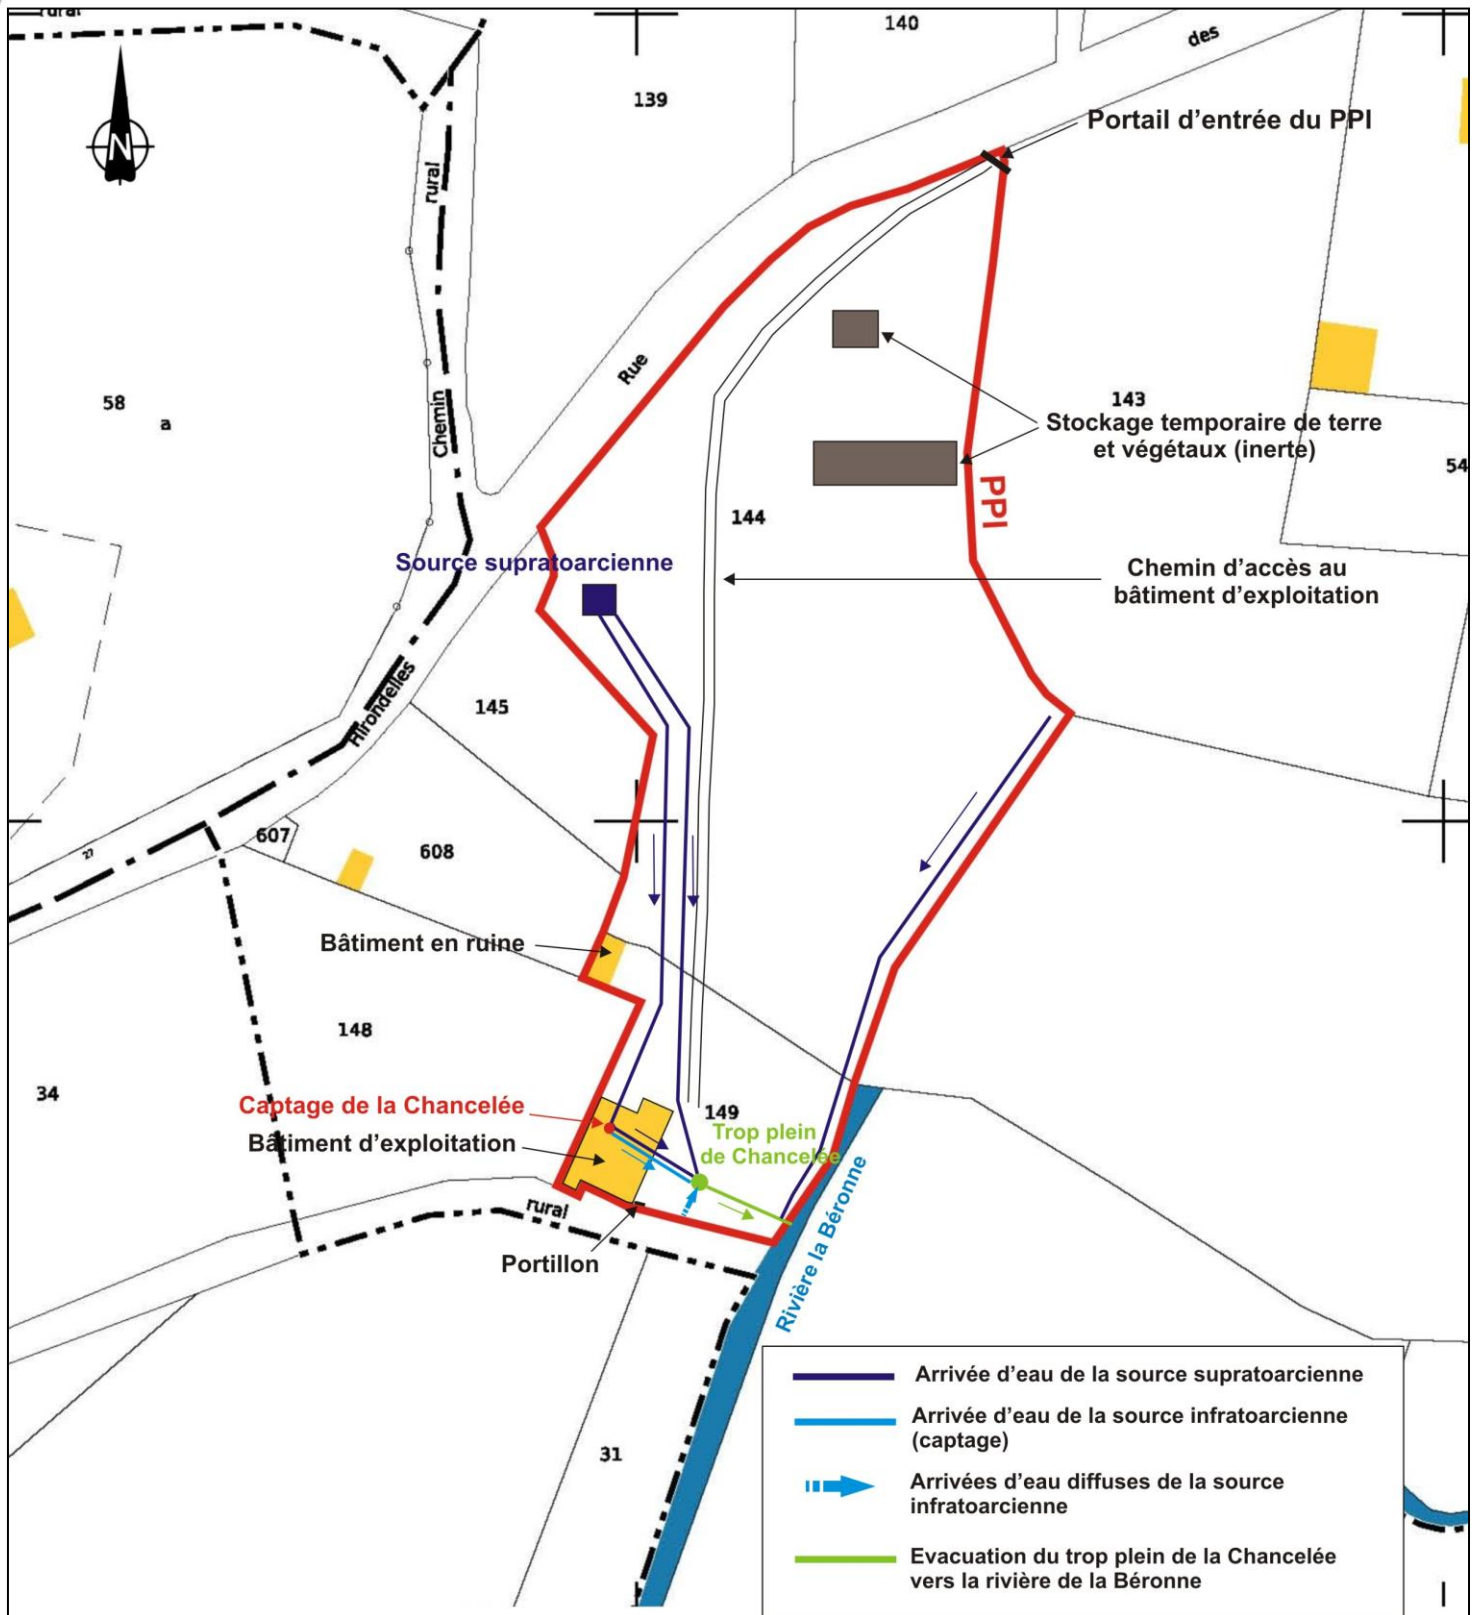 rural
140
des
139
Portail d'entrée du PPI
N
rural
Rue
58
a
Chemin
143
Stockage temporaire de terre
et végétaux (inerte)
54
PPI
144
Source supratoarcienne
Chemin d'accès au
bâtiment d'exploitation
Hirondelles
145
607
608
27
Bâtiment en ruine
148
34
Captage de la Chancelée
149
Trop plein
de Chancelée
Bâtiment d'exploitation
rural
Portillon
Rivière la Béronne
31
Arrivée d'eau de la source supratoarcienne
Arrivée d'eau de la source infratoarcienne
(captage)
Arrivées d'eau diffuses de la source
infratoarcienne
Evacuation du trop plein de la Chancelée
vers la rivière de la Béronne